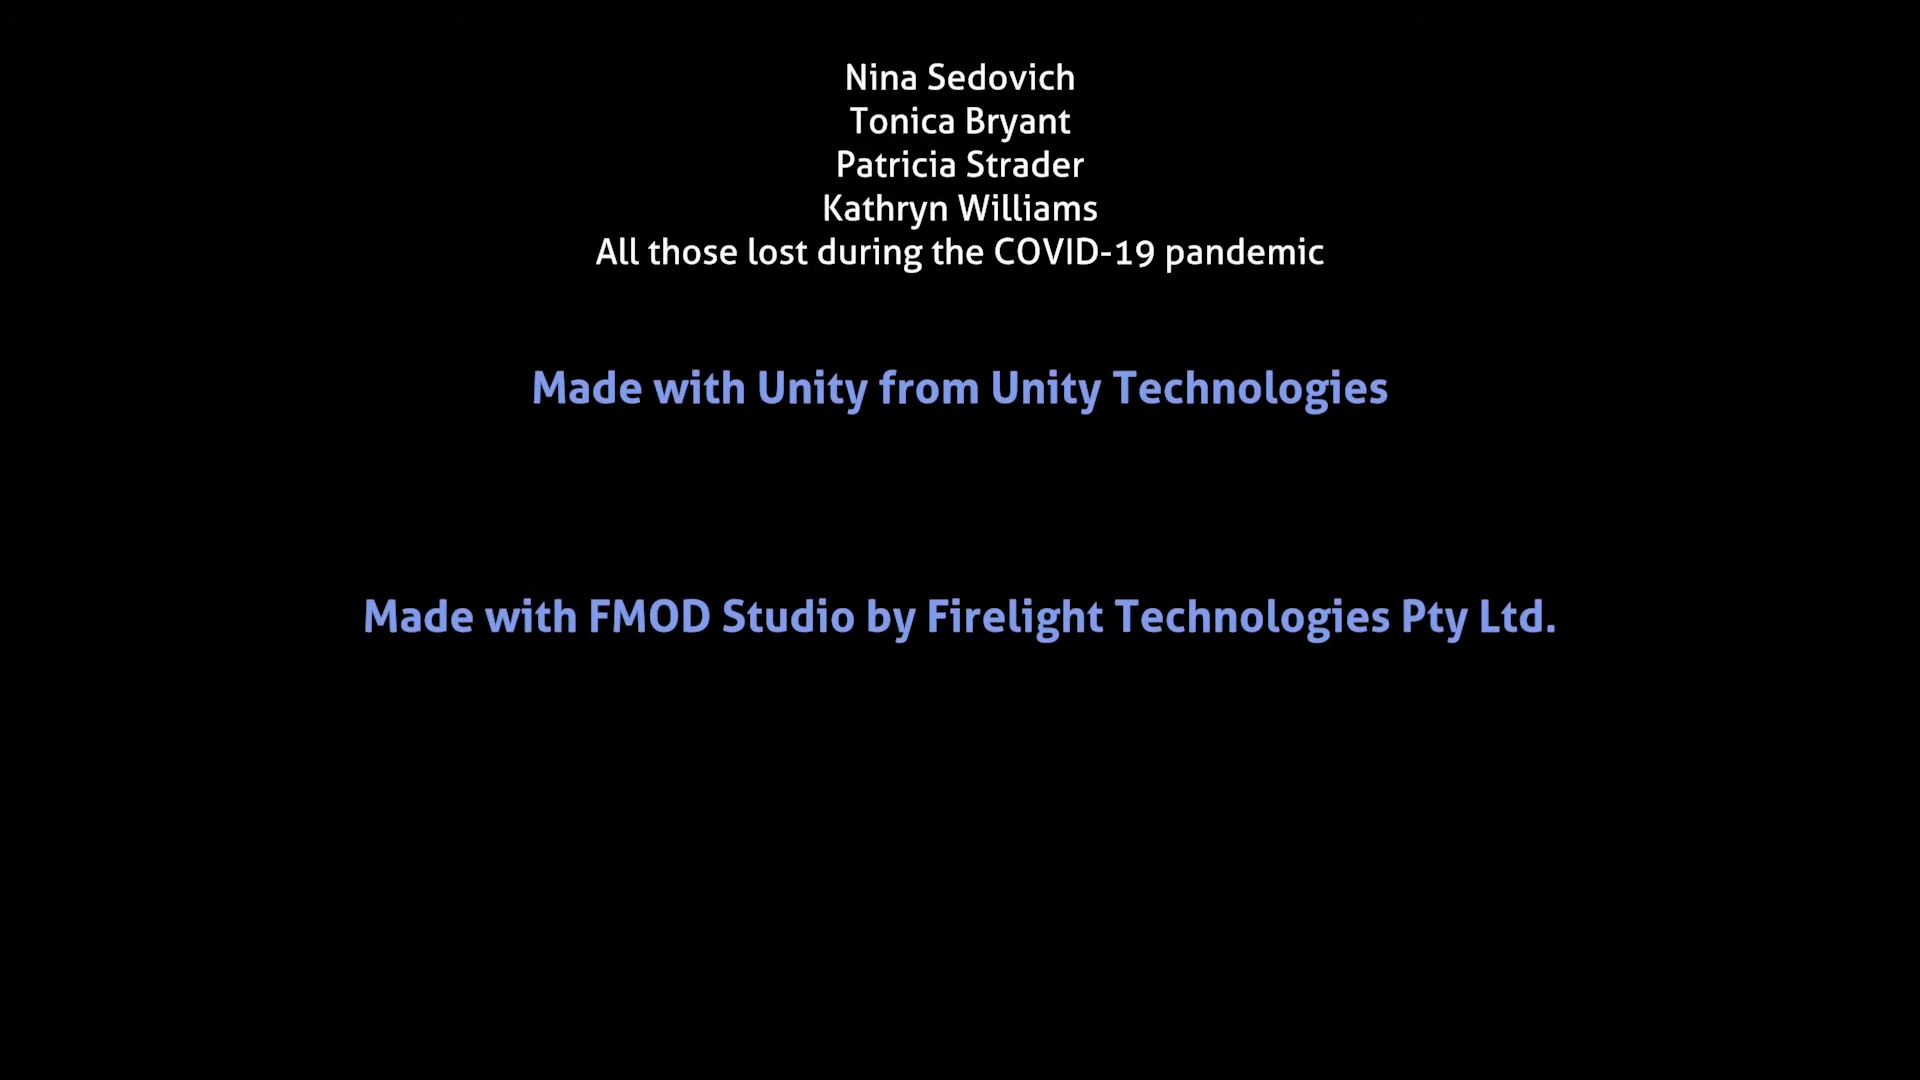 Nina Sedovich
Tonica Bryant
Patricia Strader
Kathryn Williams
All those lost during the COVID-19 pandemic
Made with Unity from Unity Technologies
Made with FMOD Studio by Firelight Technologies Pty Ltd.